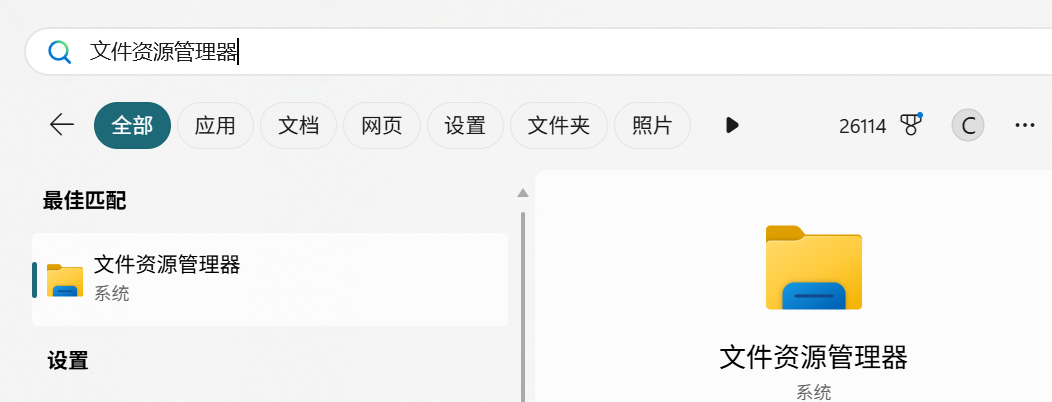 文件资源管理器
全部 应用 文档 网页 设置 文件夹 照片 26114 C
最佳匹配
文件资源管理器
系统
设置
文件资源管理器
系统